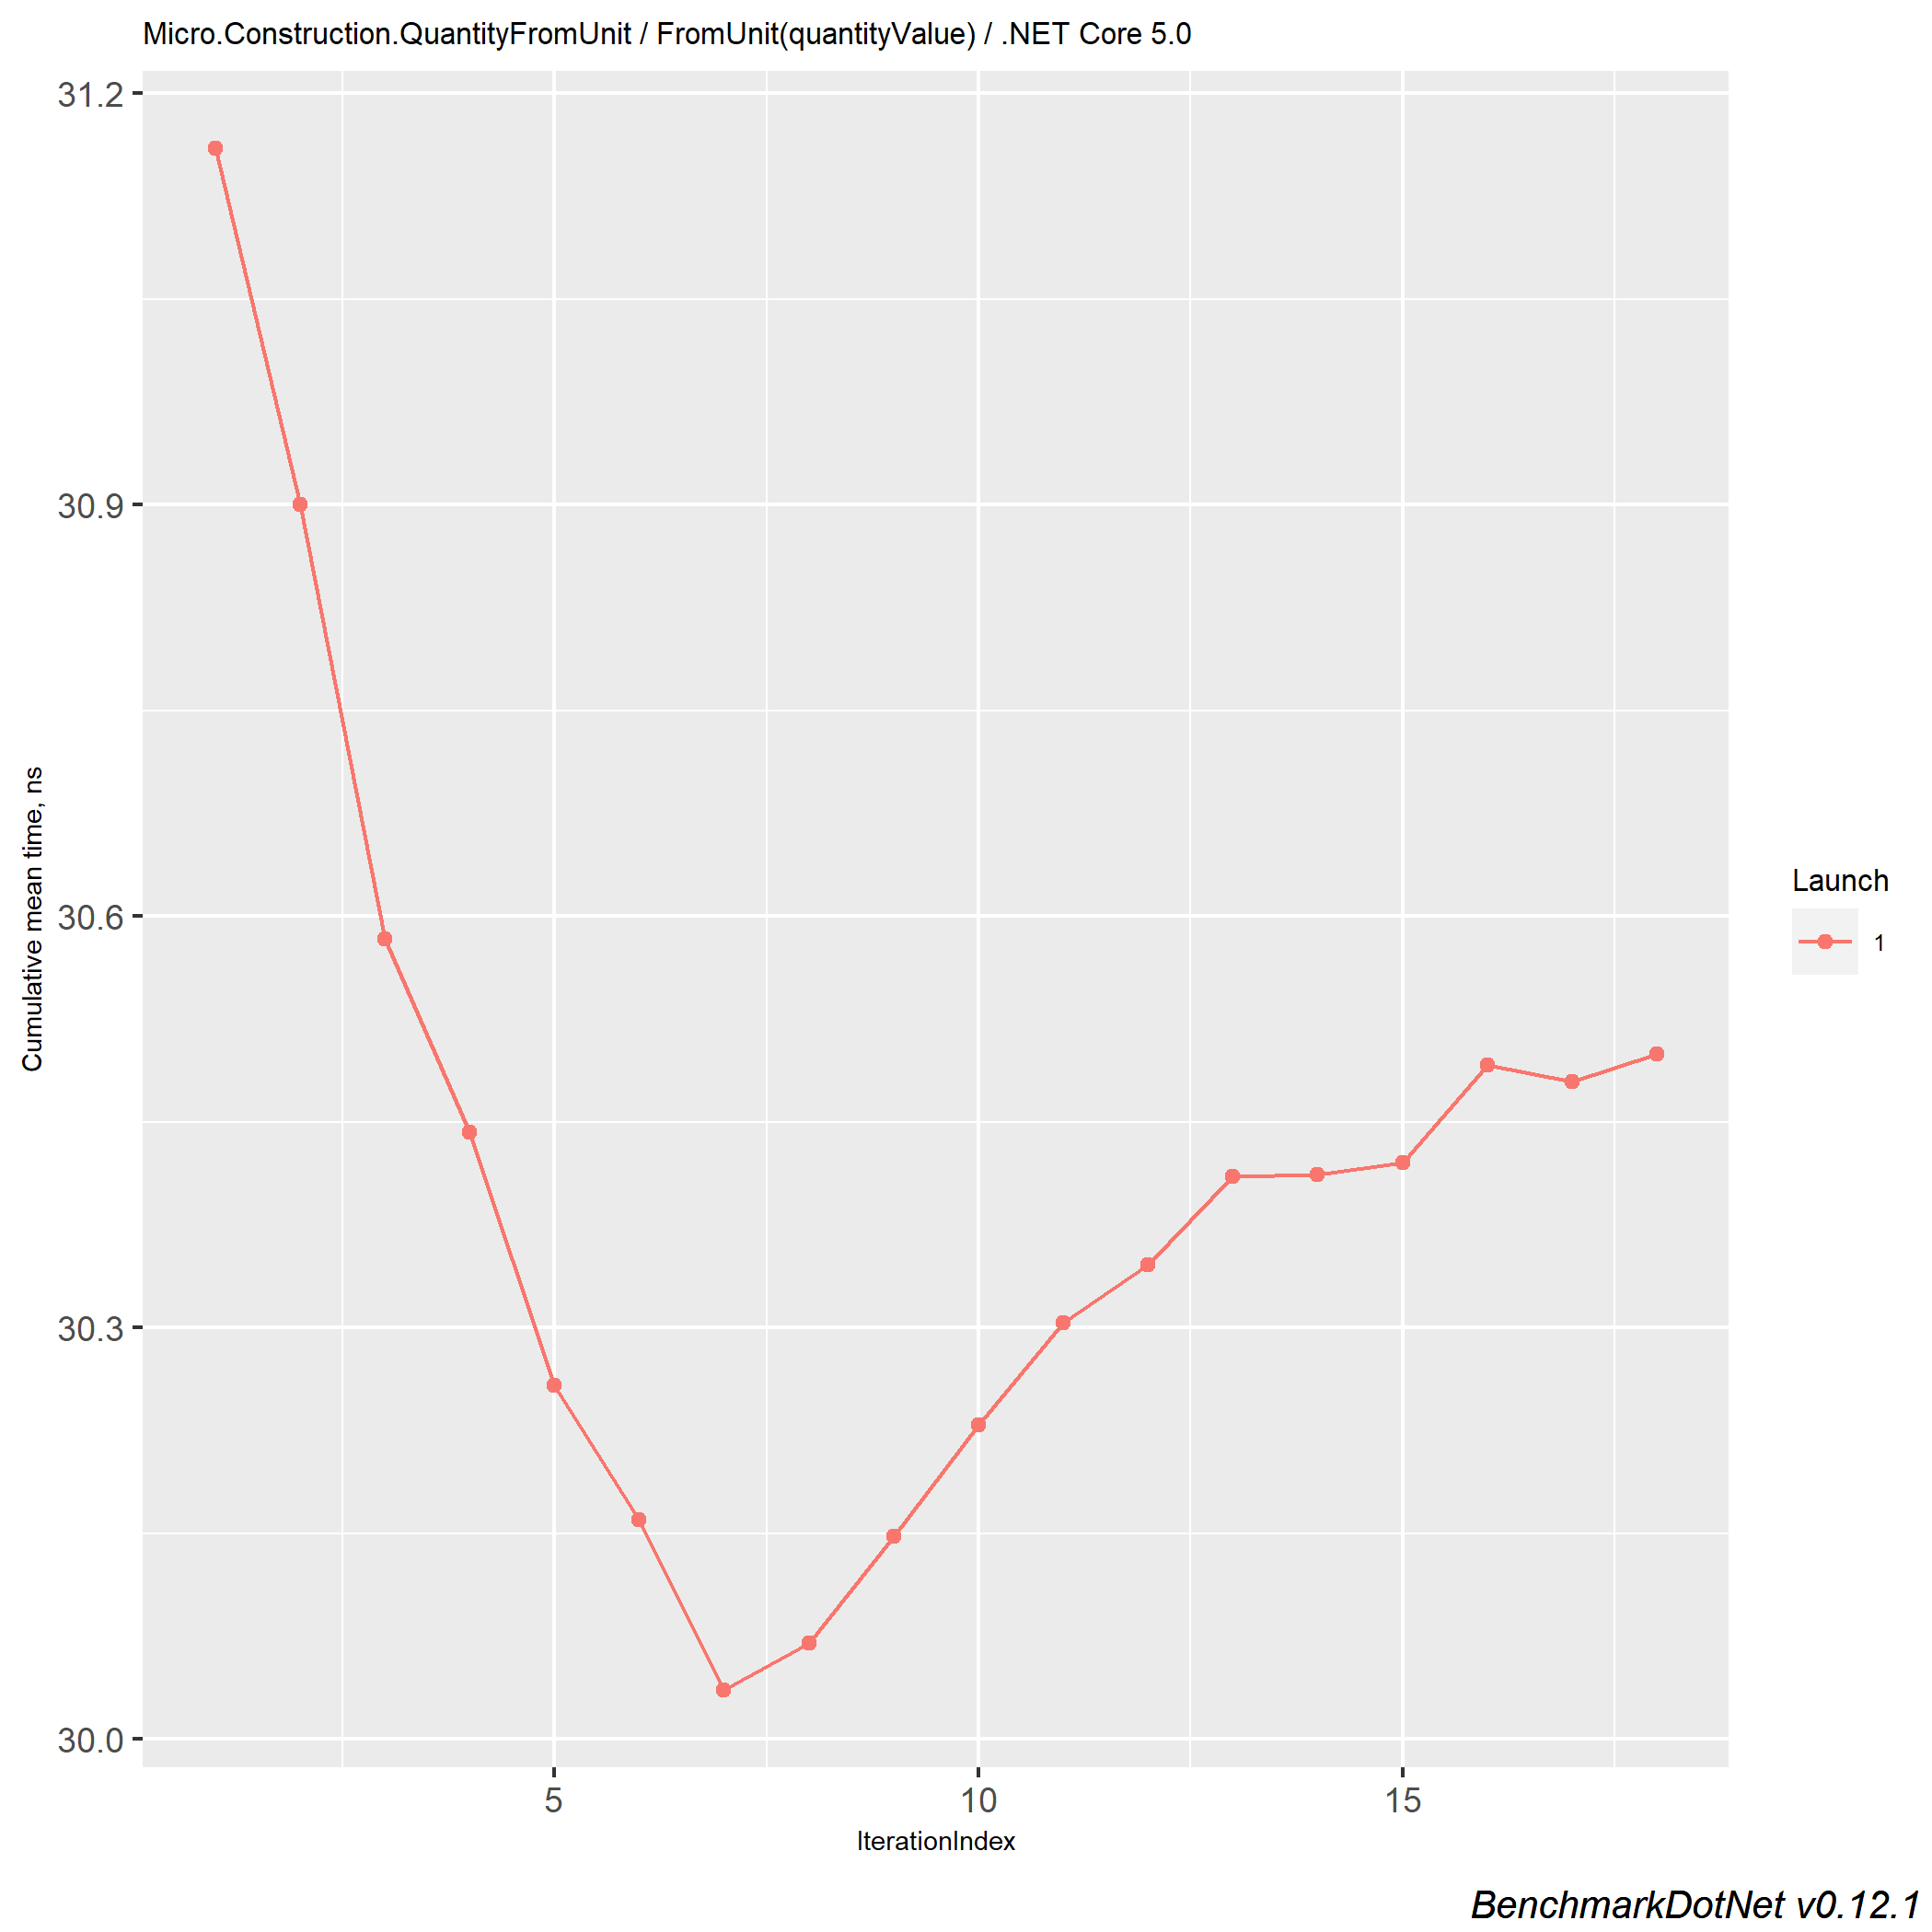 Micro.Construction.QuantityFromUnit / FromUnit(quantityValue) / .NET Core 5.0
31.2
30.9
30.6
30.3
30.0
Cumulative mean time, ns
5
10
15
IterationIndex
Launch
1
BenchmarkDotNet v0.12.1